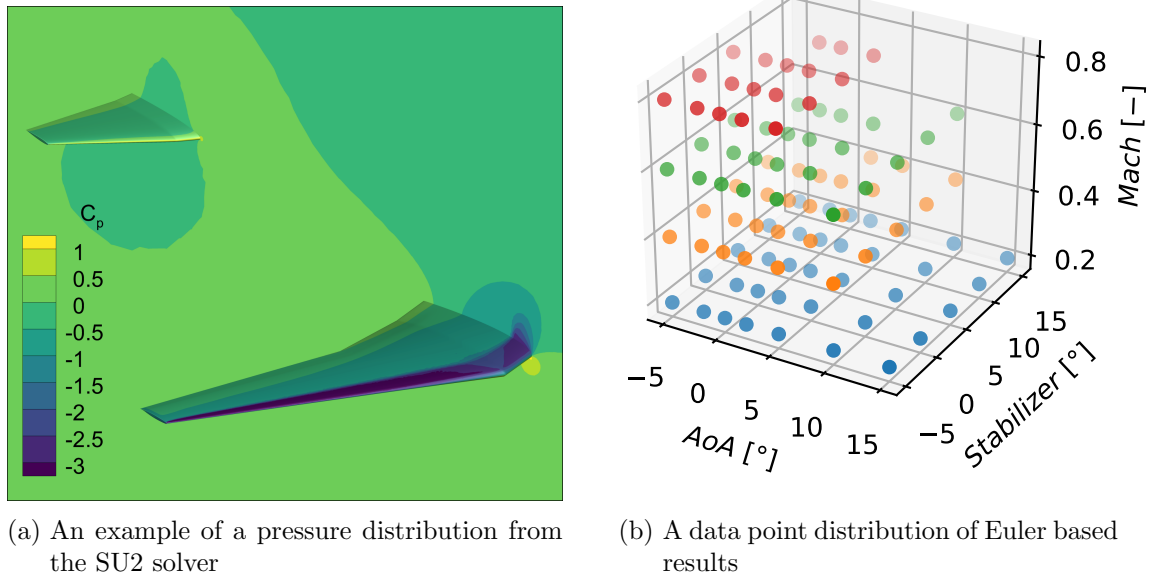 C_p
1
0.5
0
-0.5
-1
-1.5
-2
-2.5
-3
0.8
0.6
0.4
0.2
Mach [−]
−5
0
5
10
15
AoA [°]
−5
0
5
10
15
Stabilizer [°]
(a) An example of a pressure distribution from
the SU2 solver
(b) A data point distribution of Euler based
results